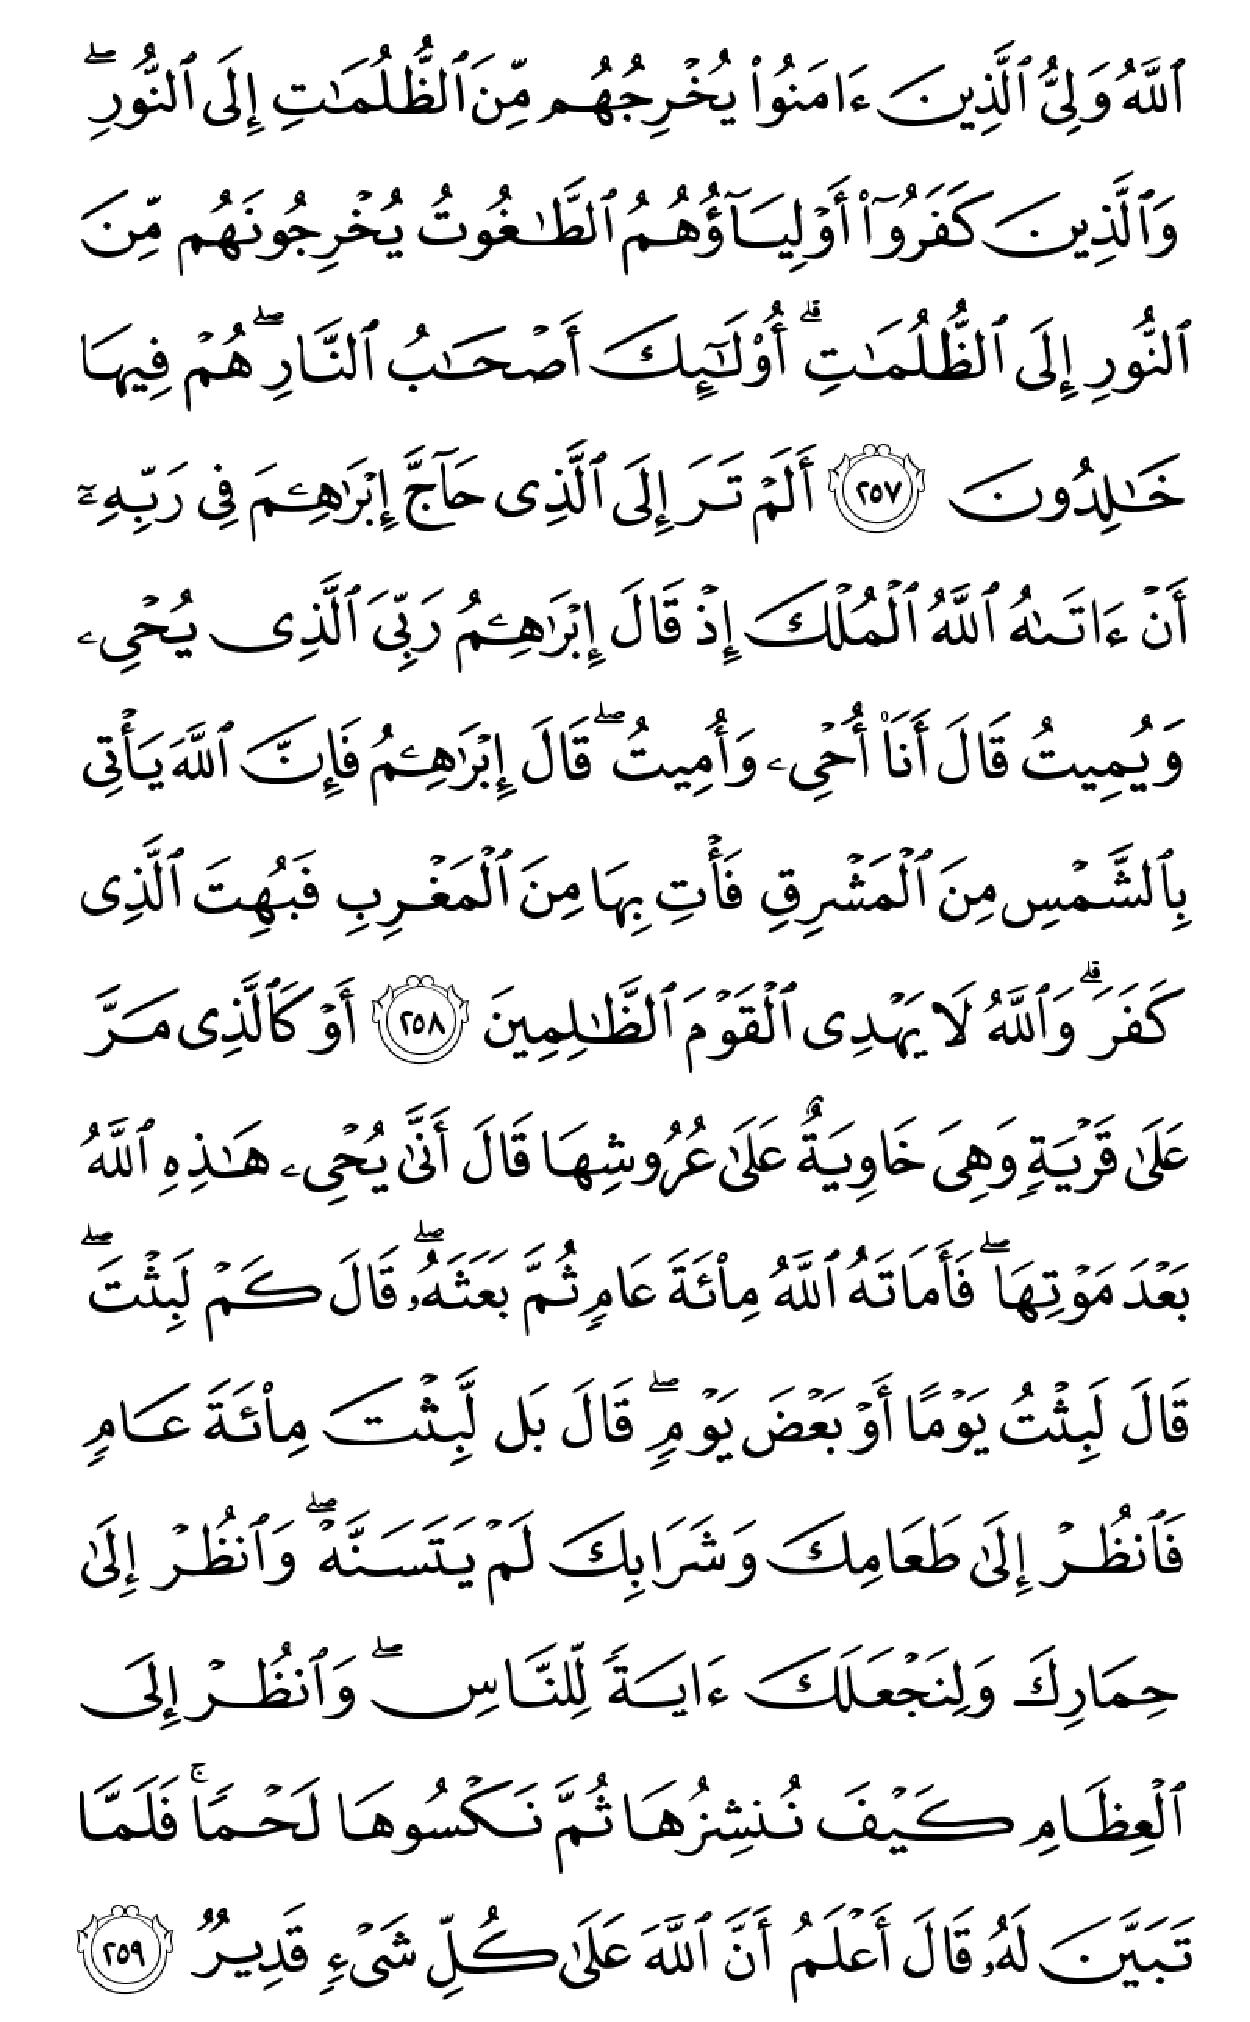 ٱللَّهُ وَلِىُّ ٱلَّذِينَ ءَامَنُوا۟ يُخْرِجُهُم مِّنَ ٱلظُّلُمَـٰتِ إِلَى ٱلنُّورِ ۖ
وَٱلَّذِينَ كَفَرُوٓا۟ أَوْلِيَآؤُهُمُ ٱلطَّـٰغُوتُ يُخْرِجُونَهُم مِّنَ
ٱلنُّورِ إِلَى ٱلظُّلُمَـٰتِ ۗ أُو۟لَـٰٓئِكَ أَصْحَـٰبُ ٱلنَّارِ ۖ هُمْ فِيهَا
خَـٰلِدُونَ ٢٥٧ أَلَمْ تَرَ إِلَى ٱلَّذِى حَآجَّ إِبْرَٰهِـۧمَ فِى رَبِّهِۦٓ
أَنْ ءَاتَىٰهُ ٱللَّهُ ٱلْمُلْكَ إِذْ قَالَ إِبْرَٰهِـۧمُ رَبِّىَ ٱلَّذِى يُحْىِۦ
وَيُمِيتُ قَالَ أَنَا۠ أُحْىِۦ وَأُمِيتُ ۖ قَالَ إِبْرَٰهِـۧمُ فَإِنَّ ٱللَّهَ يَأْتِى
بِٱلشَّمْسِ مِنَ ٱلْمَشْرِقِ فَأْتِ بِهَا مِنَ ٱلْمَغْرِبِ فَبُهِتَ ٱلَّذِى
كَفَرَ ۗ وَٱللَّهُ لَا يَهْدِى ٱلْقَوْمَ ٱلظَّـٰلِمِينَ ٢٥٨ أَوْ كَٱلَّذِى مَرَّ
عَلَىٰ قَرْيَةٍ وَهِىَ خَاوِيَةٌ عَلَىٰ عُرُوشِهَا قَالَ أَنَّىٰ يُحْىِۦ هَـٰذِهِ ٱللَّهُ
بَعْدَ مَوْتِهَا ۖ فَأَمَاتَهُ ٱللَّهُ مِا۟ئَةَ عَامٍ ثُمَّ بَعَثَهُۥ ۖ قَالَ كَمْ لَبِثْتَ ۖ
قَالَ لَبِثْتُ يَوْمًا أَوْ بَعْضَ يَوْمٍ ۖ قَالَ بَل لَّبِثْتَ مِا۟ئَةَ عَامٍ
فَٱنظُرْ إِلَىٰ طَعَامِكَ وَشَرَابِكَ لَمْ يَتَسَنَّهْ ۖ وَٱنظُرْ إِلَىٰ
حِمَارِكَ وَلِنَجْعَلَكَ ءَايَةً لِّلنَّاسِ ۖ وَٱنظُرْ إِلَى
ٱلْعِظَامِ كَيْفَ نُنشِزُهَا ثُمَّ نَكْسُوهَا لَحْمًا ۚ فَلَمَّا
تَبَيَّنَ لَهُۥ قَالَ أَعْلَمُ أَنَّ ٱللَّهَ عَلَىٰ كُلِّ شَىْءٍ قَدِيرٌ ٢٥٩